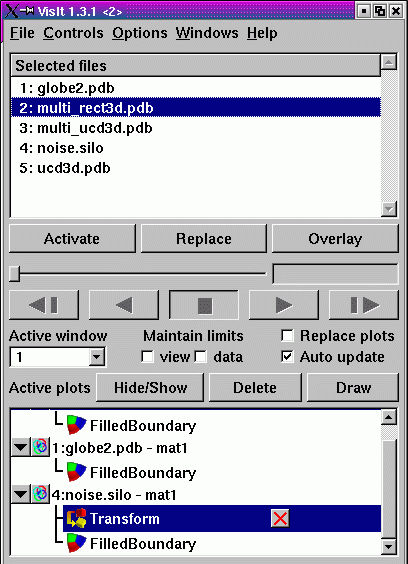 VisIt 1.3.1 <2>
File Controls Options Windows Help
Selected files
1: globe2.pdb
2: multi_rect3d.pdb
3: multi_ucd3d.pdb
4: noise.silo
5: ucd3d.pdb
Activate Replace Overlay
Active window Maintain limits Replace plots
1 view data Auto update
Active plots Hide/Show Delete Draw
FilledBoundary
1:globe2.pdb - mat1
FilledBoundary
4:noise.silo - mat1
Transform
FilledBoundary